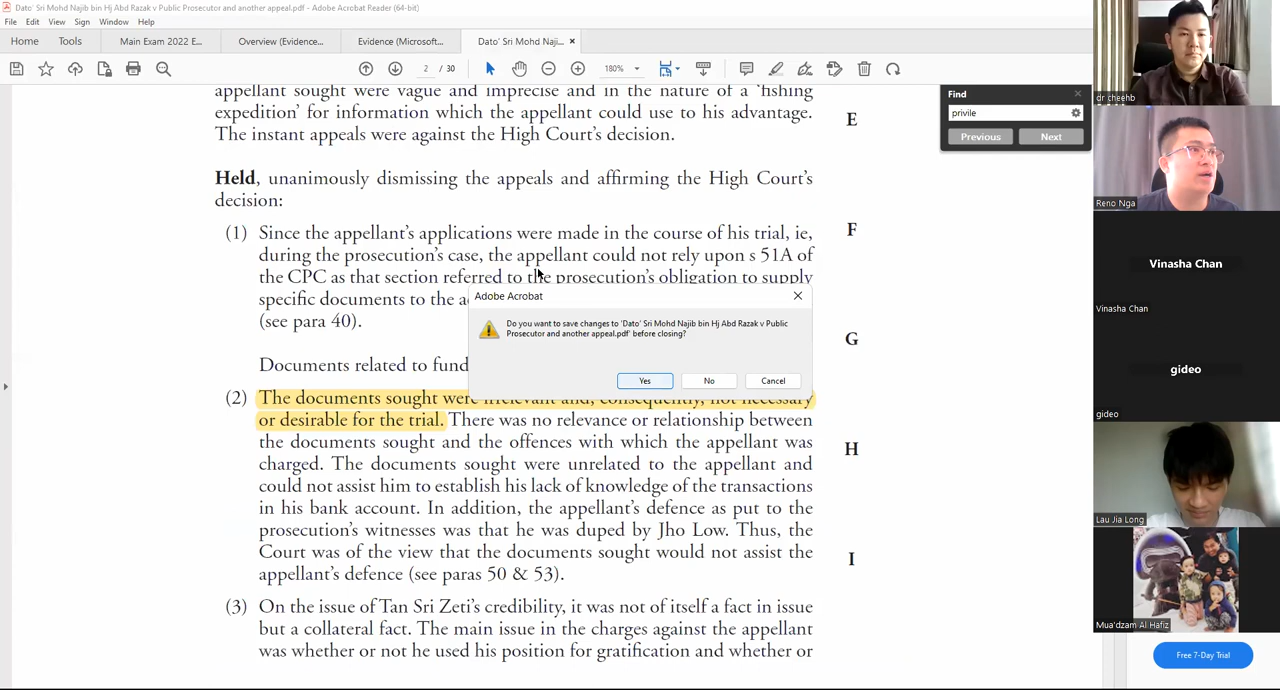 Dato' Sri Mohd Najib bin Hj Abd Razak v Public Prosecutor and another appeal.pdf - Adobe Acrobat Reader (64-bit)
File Edit View Sign Window Help
Home Tools Main Exam 2022 E... Overview (Evidence... Evidence (Microsoft... Dato' Sri Mohd Naji... ×
2 / 30 180%
appellant sought were vague and imprecise and in the nature of a 'fishing
expedition' for information which the appellant could use to his advantage.
The instant appeals were against the High Court's decision.
E
Find
privile
Previous Next
Held, unanimously dismissing the appeals and affirming the High Court's
decision:
(1) Since the appellant's applications were made in the course of his trial, ie,
F
during the prosecution's case, the appellant could not rely upon s 51A of
the CPC as that section referred to the prosecution's obligation to supply
specific documents to the a
(see para 40).
Adobe Acrobat
Do you want to save changes to 'Dato' Sri Mohd Najib bin Hj Abd Razak v Public
Prosecutor and another appeal.pdf' before closing?
Yes No Cancel
G
Documents related to fund
(2) The documents sought were irrelevant and, consequently, not necessary
or desirable for the trial. There was no relevance or relationship between
the documents sought and the offences with which the appellant was
H
charged. The documents sought were unrelated to the appellant and
could not assist him to establish his lack of knowledge of the transactions
in his bank account. In addition, the appellant's defence as put to the
prosecution's witnesses was that he was duped by Jho Low. Thus, the
Court was of the view that the documents sought would not assist the
I
appellant's defence (see paras 50 & 53).
(3) On the issue of Tan Sri Zeti's credibility, it was not of itself a fact in issue
but a collateral fact. The main issue in the charges against the appellant
was whether or not he used his position for gratification and whether or
dr cheehb
Reno Nga
Vinasha Chan
Vinasha Chan
gideo
gideo
Lau Jia Long
Mua'dzam Al Hafiz
Free 7-Day Trial